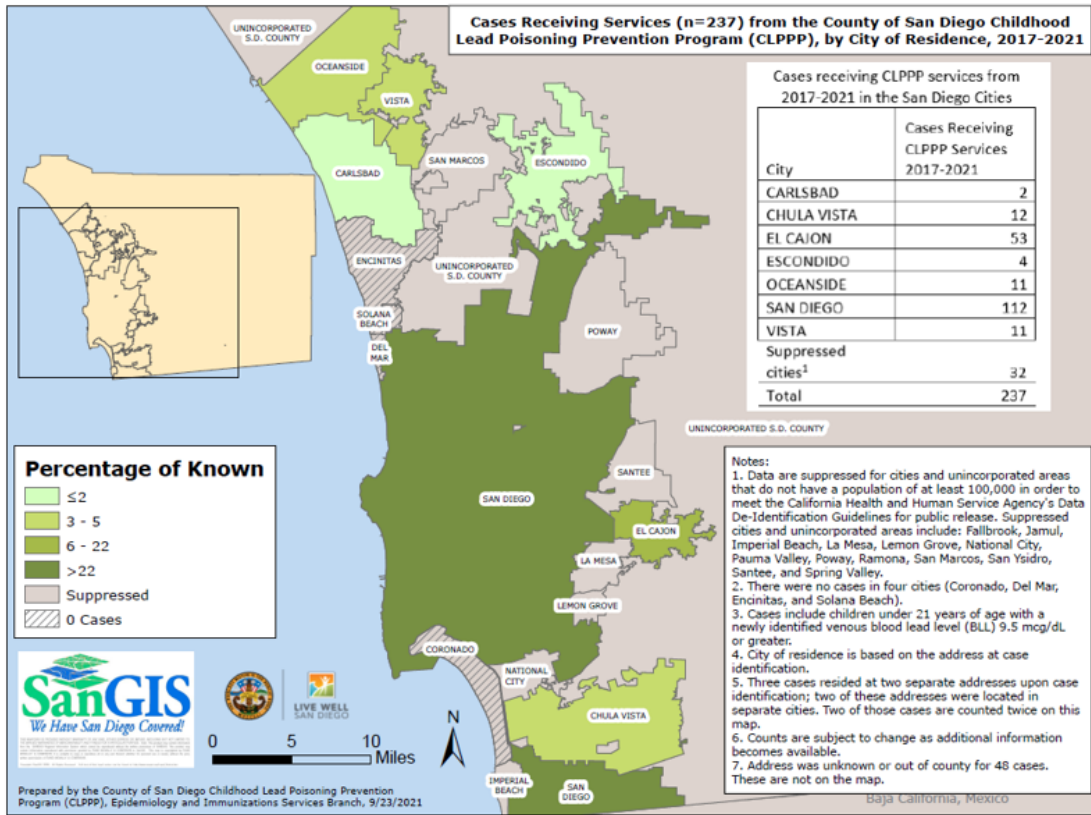 Cases Receiving Services (n=237) from the County of San Diego Childhood
Lead Poisoning Prevention Program (CLPPP), by City of Residence, 2017-2021
UNINCORPORATED
S.D. COUNTY
OCEANSIDE
VISTA
CARLSBAD
SAN MARCOS
ESCONDIDO
ENCINITAS
UNINCORPORATED
S.D. COUNTY
SOLANA
BEACH
DEL
MAR
POWAY
UNINCORPORATED S.D. COUNTY
SANTEE
SAN DIEGO
EL CAJON
LA MESA
LEMON GROVE
CORONADO
NATIONAL
CITY
CHULA VISTA
IMPERIAL
BEACH
SAN
DIEGO
Baja California, Mexico
Cases receiving CLPPP services from
2017-2021 in the San Diego Cities
City
Cases Receiving
CLPPP Services
2017-2021
CARLSBAD 2
CHULA VISTA 12
EL CAJON 53
ESCONDIDO 4
OCEANSIDE 11
SAN DIEGO 112
VISTA 11
Suppressed
cities1 32
Total 237
Percentage of Known
≤2
3 - 5
6 - 22
>22
Suppressed
0 Cases
Notes:
1. Data are suppressed for cities and unincorporated areas
that do not have a population of at least 100,000 in order to
meet the California Health and Human Service Agency's Data
De-Identification Guidelines for public release. Suppressed
cities and unincorporated areas include: Fallbrook, Jamul,
Imperial Beach, La Mesa, Lemon Grove, National City,
Pauma Valley, Poway, Ramona, San Marcos, San Ysidro,
Santee, and Spring Valley.
2. There were no cases in four cities (Coronado, Del Mar,
Encinitas, and Solana Beach).
3. Cases include children under 21 years of age with a
newly identified venous blood lead level (BLL) 9.5 mcg/dL
or greater.
4. City of residence is based on the address at case
identification.
5. Three cases resided at two separate addresses upon case
identification; two of these addresses were located in
separate cities. Two of those cases are counted twice on this
map.
6. Counts are subject to change as additional information
becomes available.
7. Address was unknown or out of county for 48 cases.
These are not on the map.
SanGIS
We Have San Diego Covered!
LIVE WELL
SAN DIEGO
N
0 5 10
Miles
Prepared by the County of San Diego Childhood Lead Poisoning Prevention
Program (CLPPP), Epidemiology and Immunizations Services Branch, 9/23/2021